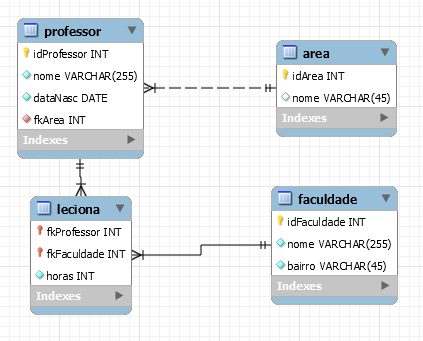 professor
idProfessor INT
nome VARCHAR(255)
dataNasc DATE
fkArea INT
Indexes
area
idArea INT
nome VARCHAR(45)
Indexes
leciona
fkProfessor INT
fkFaculdade INT
horas INT
Indexes
faculdade
idFaculdade INT
nome VARCHAR(255)
bairro VARCHAR(45)
Indexes